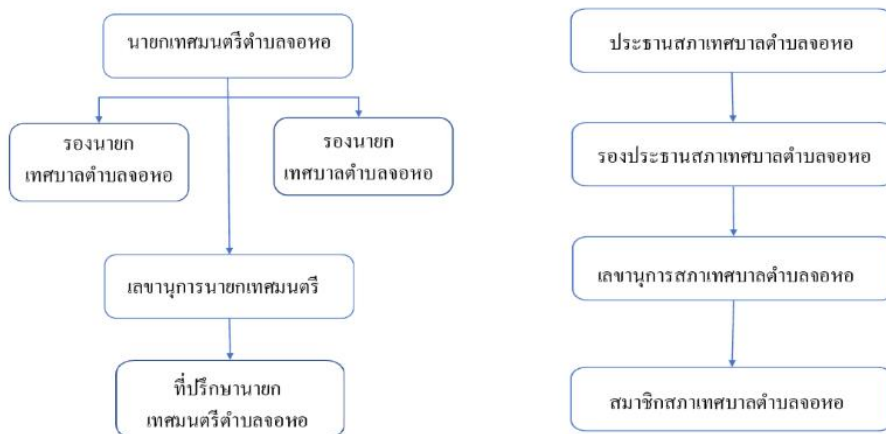 นายกเทศมนตรีตำบลจอหอ
รองนายก
เทศบาลตำบลจอหอ
รองนายก
เทศบาลตำบลจอหอ
เลขานุการนายกเทศมนตรี
ที่ปรึกษานายก
เทศมนตรีตำบลจอหอ
ประธานสภาเทศบาลตำบลจอหอ
รองประธานสภาเทศบาลตำบลจอหอ
เลขานุการสภาเทศบาลตำบลจอหอ
สมาชิกสภาเทศบาลตำบลจอหอ